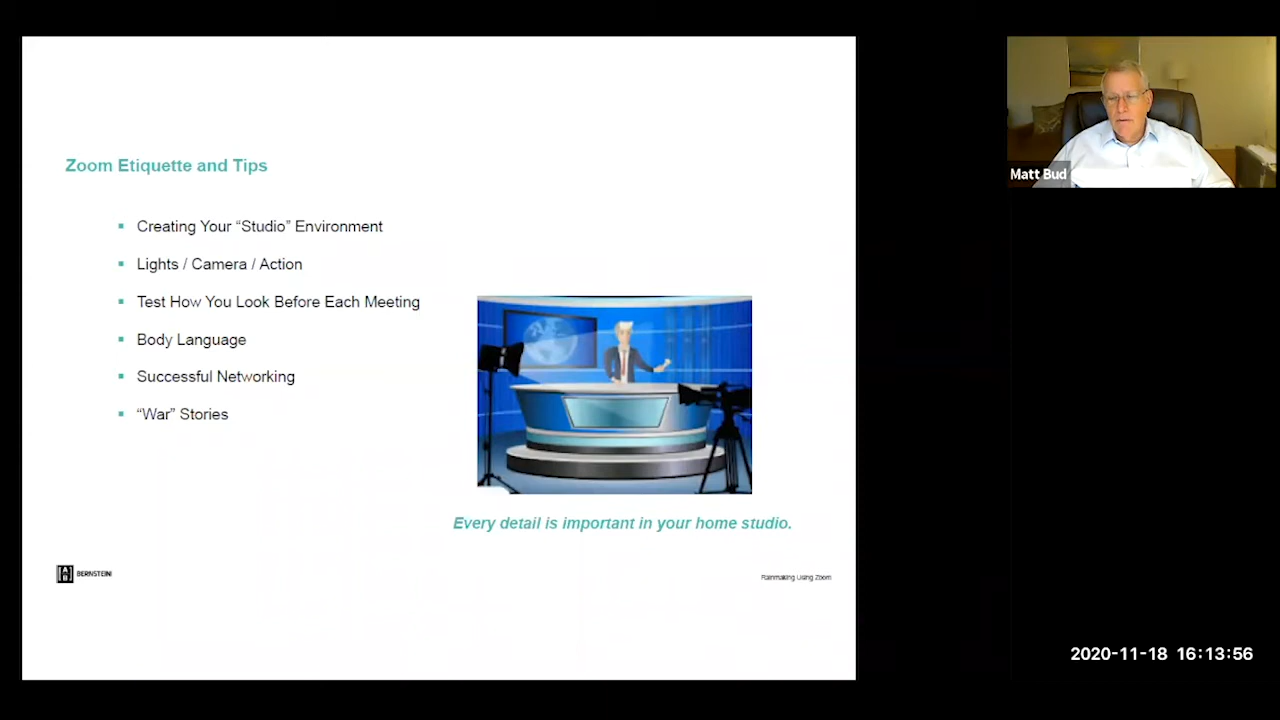 Zoom Etiquette and Tips
▪ Creating Your “Studio” Environment
▪ Lights / Camera / Action
▪ Test How You Look Before Each Meeting
▪ Body Language
▪ Successful Networking
▪ “War” Stories
Every detail is important in your home studio.
BERNSTEIN
Rainmaking Using Zoom
Matt Bud
2020-11-18 16:13:56